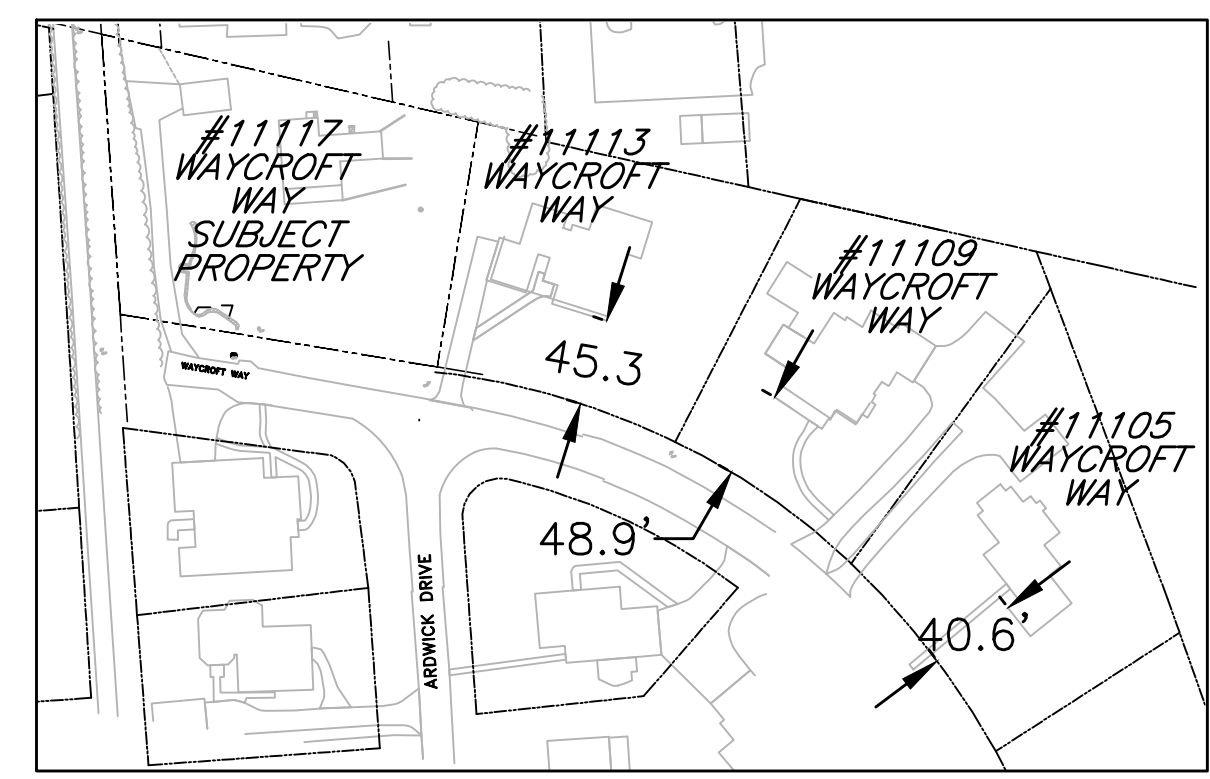 #11117
WAYCROFT
WAY
SUBJECT
PROPERTY
#11113
WAYCROFT
WAY
#11109
WAYCROFT
WAY
45.3
WAYCROFT WAY
#11105
WAYCROFT
WAY
48.9'
ARDWICK DRIVE
40.6'